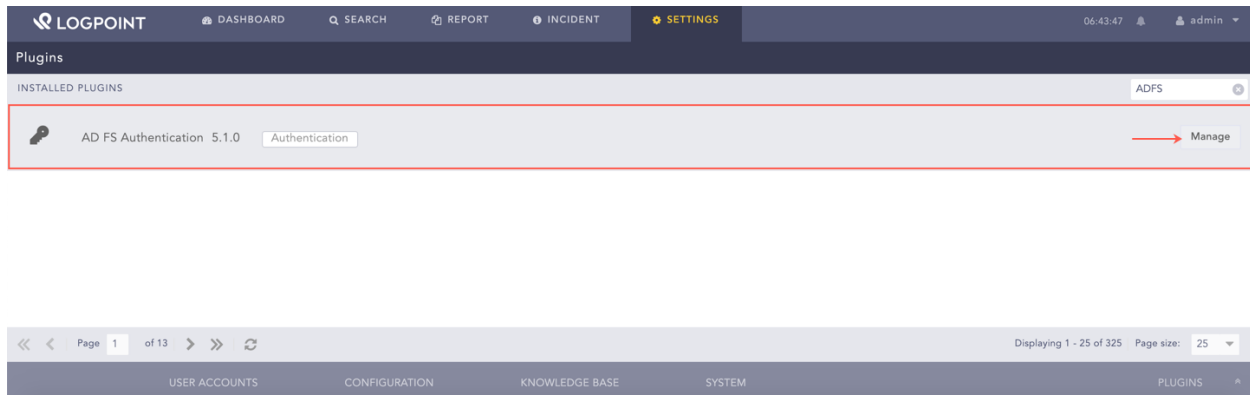 LOGPOINT DASHBOARD SEARCH REPORT INCIDENT SETTINGS 06:43:47 admin
Plugins
INSTALLED PLUGINS ADFS
AD FS Authentication 5.1.0 Authentication Manage
Page 1 of 13 Displaying 1 - 25 of 325 Page size: 25
USER ACCOUNTS CONFIGURATION KNOWLEDGE BASE SYSTEM PLUGINS